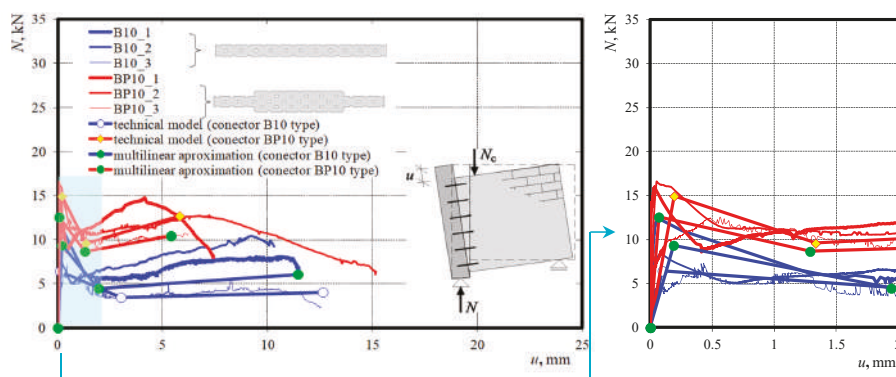 N, kN
35
30
25
20
15
10
5
0
0
5
10
15
20
25
u, mm
B10_1
B10_2
B10_3
BP10_1
BP10_2
BP10_3
technical model (conector B10 type)
technical model (conector BP10 type)
multilinear aproximation (conector B10 type)
multilinear aproximation (conector BP10 type)
u
Nc
N
N, kN
35
30
25
20
15
10
5
0
0
0.5
1
1.5
2
u, mm